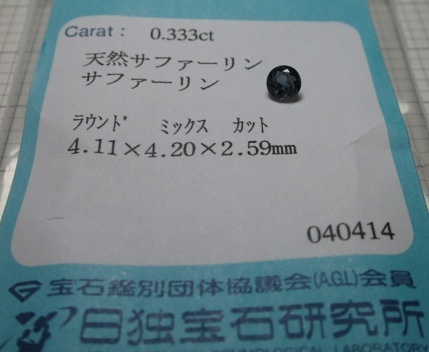 Carat: 0.333ct
天然サファーリン
サファーリン
ﾗｳﾝﾄﾞ ﾐックス カット
4.11×4.20×2.59mm
040414
宝石鑑別団体協議会(AGL)会員
日独宝石研究所